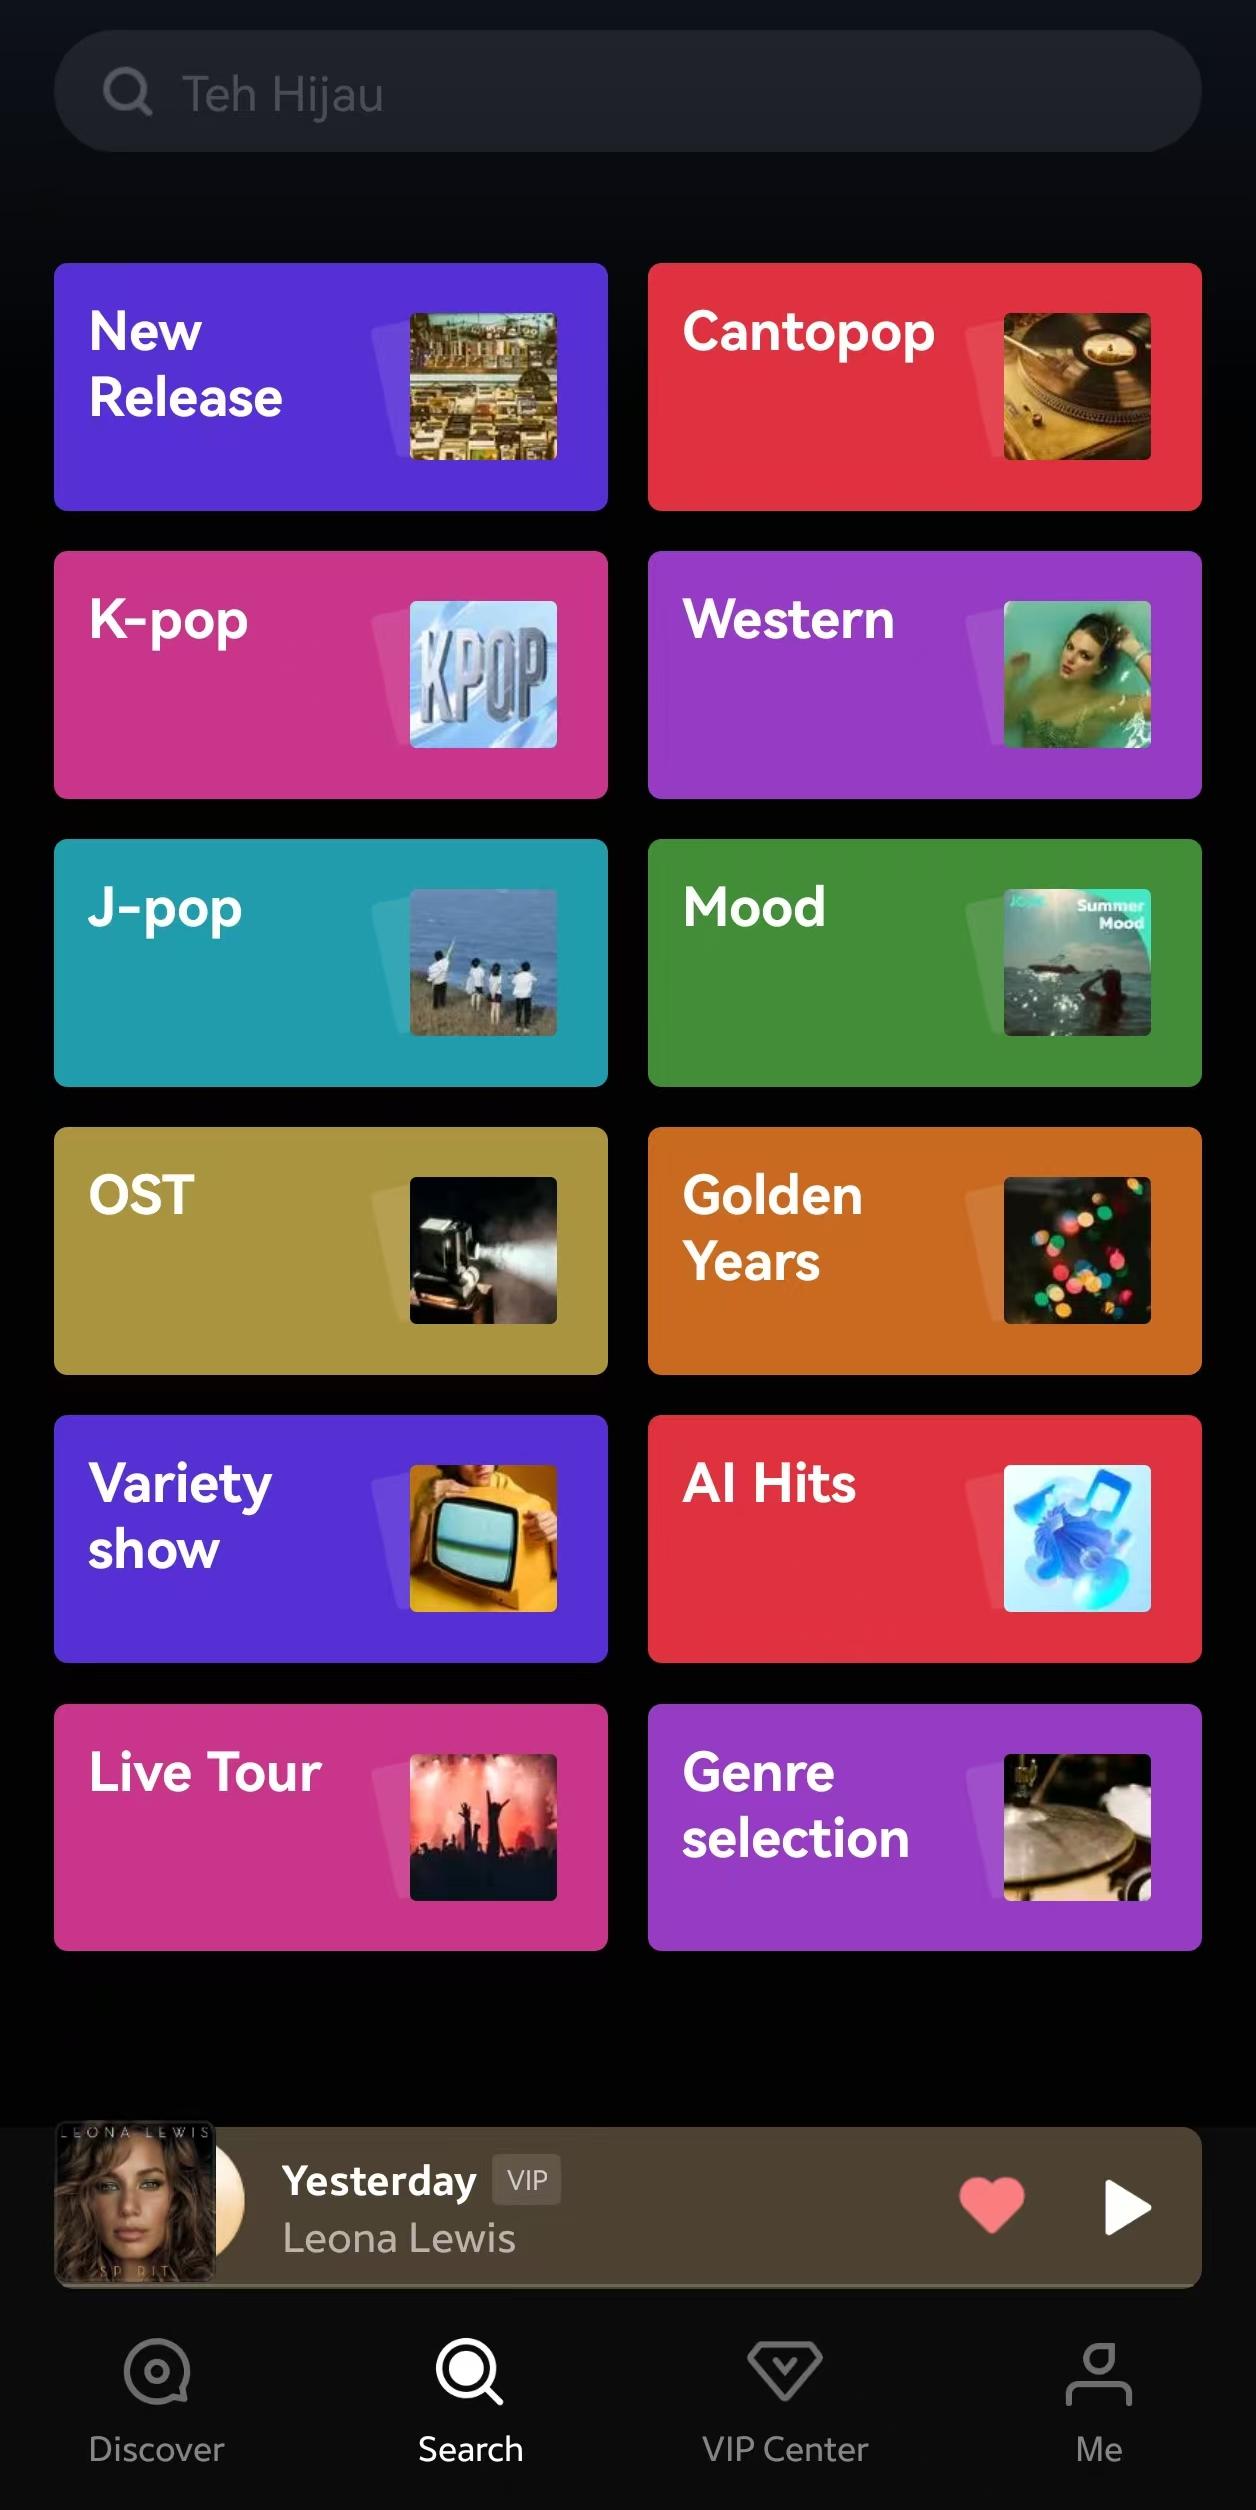 Teh Hijau
New
Release
Cantopop
K-pop
KPOP
Western
J-pop
Mood
Summer
Mood
OST
Golden
Years
Variety
show
AI Hits
Live Tour
Genre
selection
LEONA LEWIS
SPIRIT
Yesterday VIP
Leona Lewis
Discover
Search
VIP Center
Me